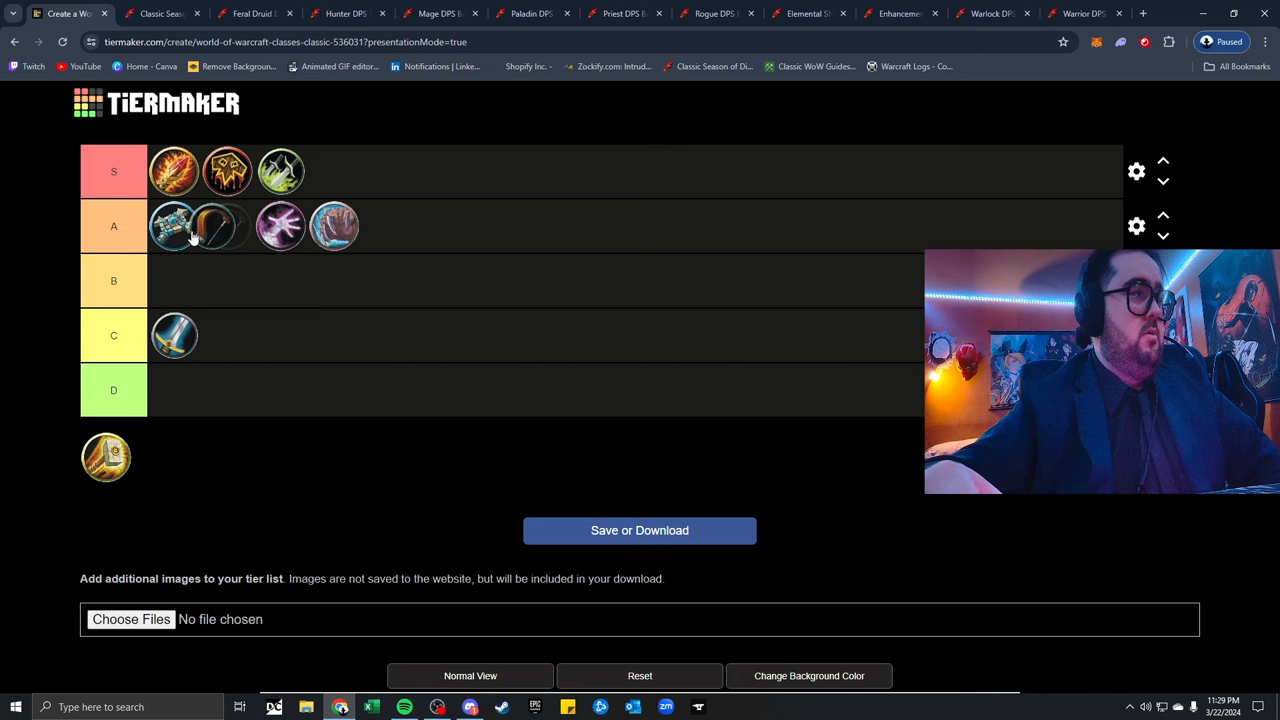 Create a Wo
Classic Seas
Feral Druid D
Hunter DPS
Mage DPS B
Paladin DPS
Priest DPS B
Rogue DPS
Elemental Sh
Enhancemen
Warlock DPS
Warrior DPS
tiermaker.com/create/world-of-warcraft-classes-classic-536031?presentationMode=true
Paused
Twitch
YouTube
Home - Canva
Remove Backgroun...
Animated GIF editor...
Notifications | Linke...
Shopify Inc. - Co...
Zockify.com: Intrud...
Classic Season of Di...
Classic WoW Guides...
Warcraft Logs - Co...
All Bookmarks
TiERMAKER
S
A
B
C
D
Save or Download
Add additional images to your tier list. Images are not saved to the website, but will be included in your download.
Choose Files No file chosen
Normal View
Reset
Change Background Color
Type here to search
11:29 PM
3/22/2024